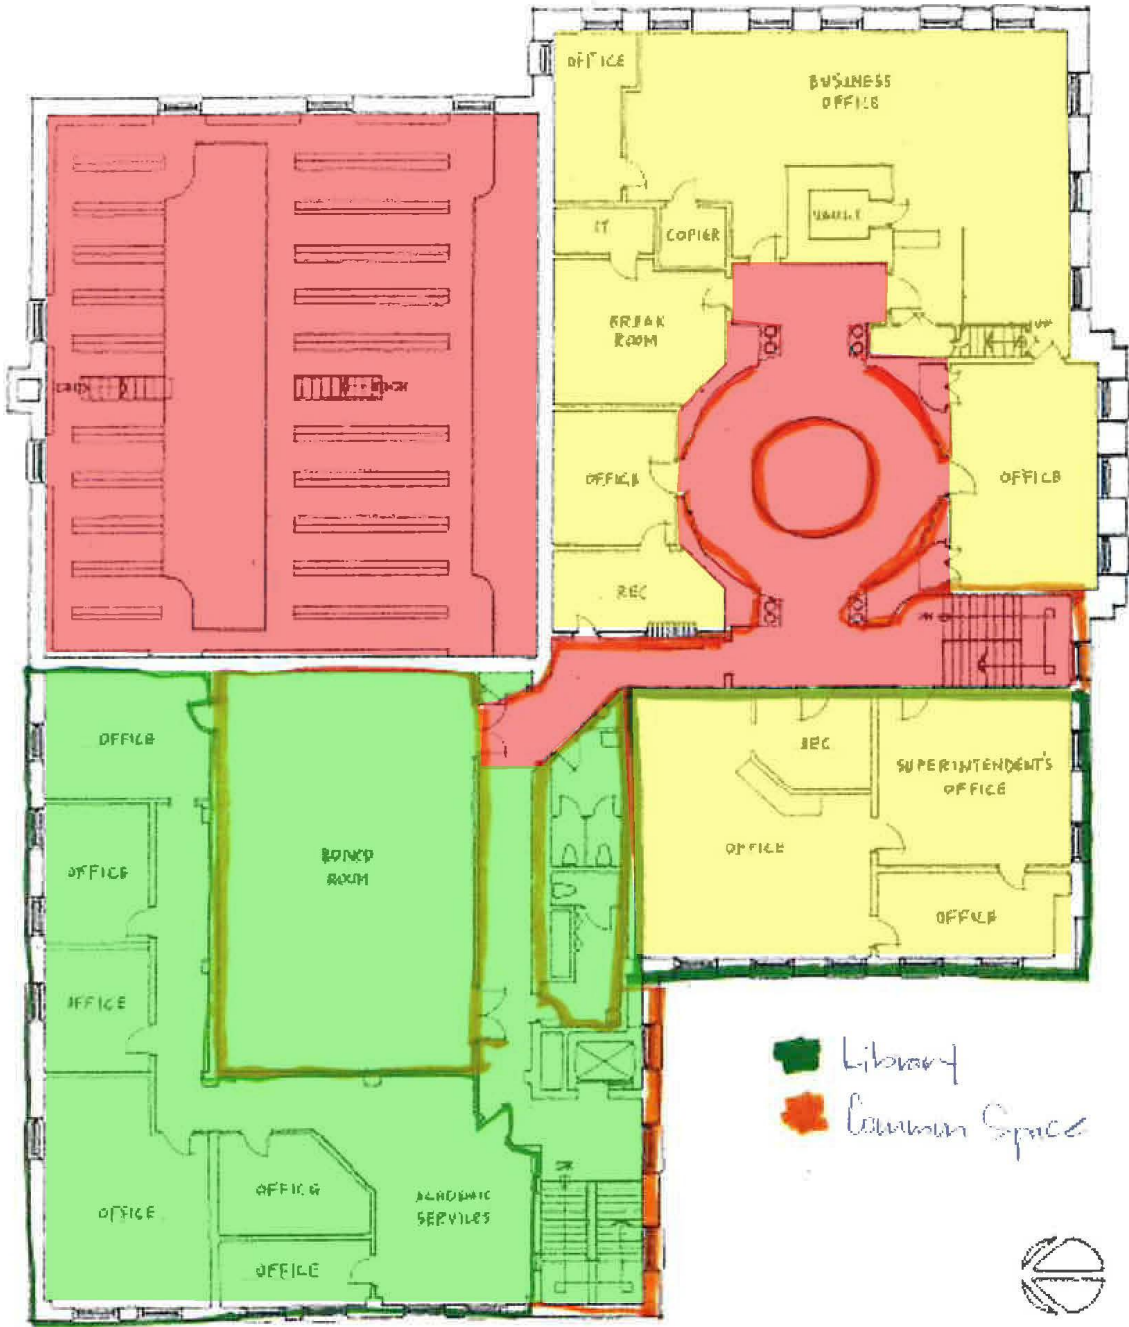 OFFICE
BUSINESS
OFFICE
VAULT
IT
COPIER
BREAK
ROOM
OFFICE
OFFICE
REC
OFFICE
REC
SUPERINTENDENT'S
OFFICE
OFFICE
BOARD
ROOM
OFFICE
OFFICE
OFFICE
OFFICE
Library
Common Space
OFFICE
ACADEMIC
SERVICES
OFFICE
OFFICE